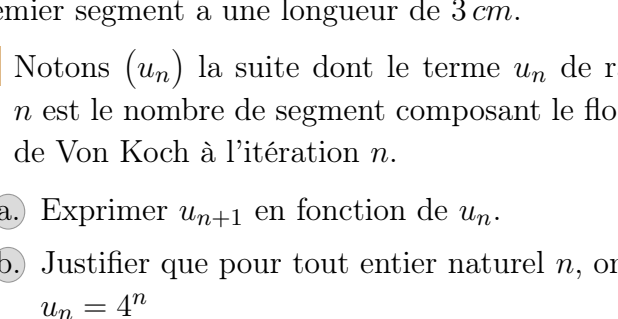 emier segment a une longueur de 3 cm.
Notons (uₙ) la suite dont le terme uₙ de r
n est le nombre de segment composant le flo
de Von Koch à l'itération n.
a. Exprimer uₙ₊₁ en fonction de uₙ.
b. Justifier que pour tout entier naturel n, on
uₙ = 4ⁿ